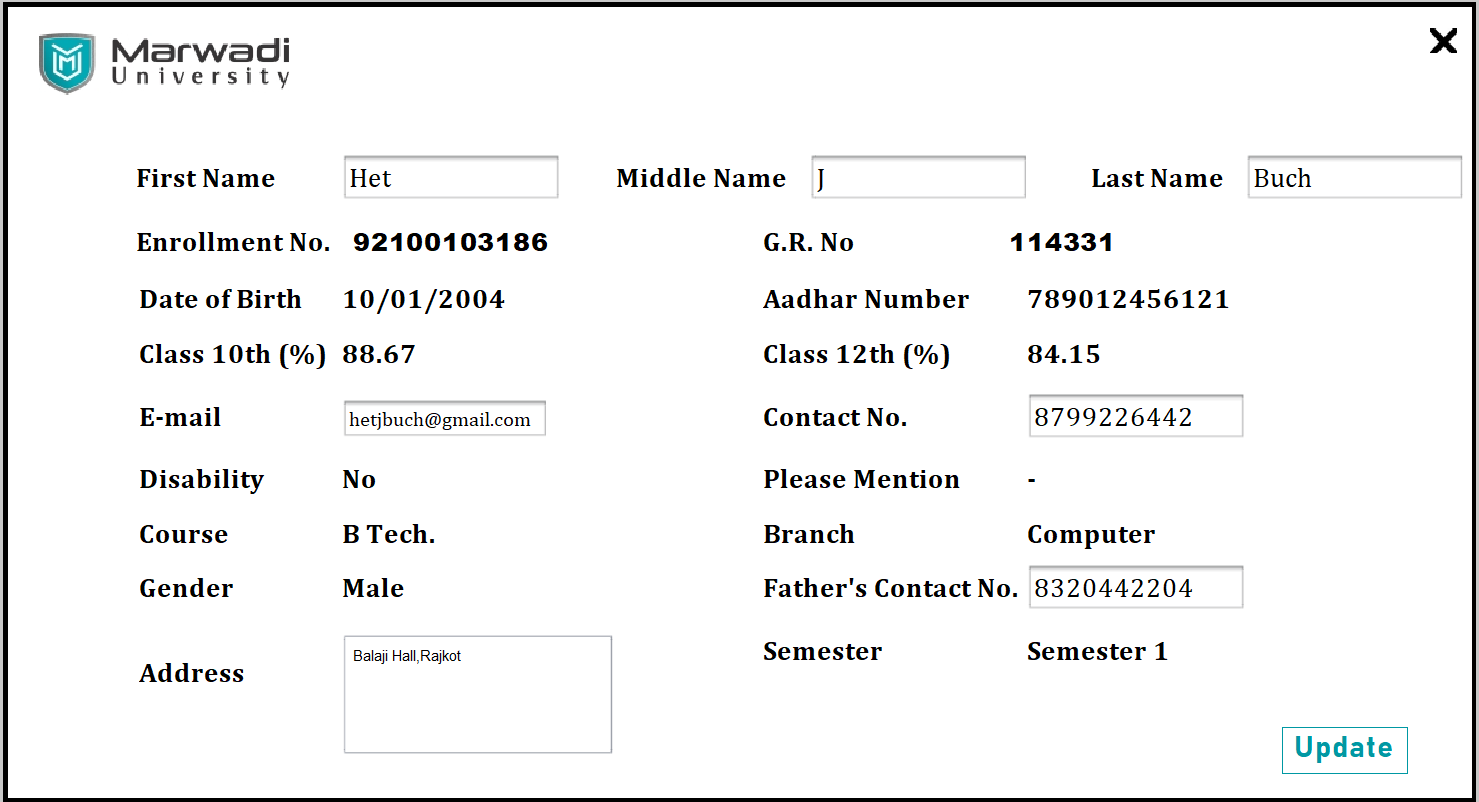 Marwadi
University
First Name Het Middle Name J Last Name Buch
Enrollment No. 92100103186 G.R. No 114331
Date of Birth 10/01/2004 Aadhar Number 789012456121
Class 10th (%) 88.67 Class 12th (%) 84.15
E-mail hetjbuch@gmail.com Contact No. 8799226442
Disability No Please Mention -
Course B Tech. Branch Computer
Gender Male Father's Contact No. 8320442204
Address Balaji Hall,Rajkot Semester Semester 1
Update